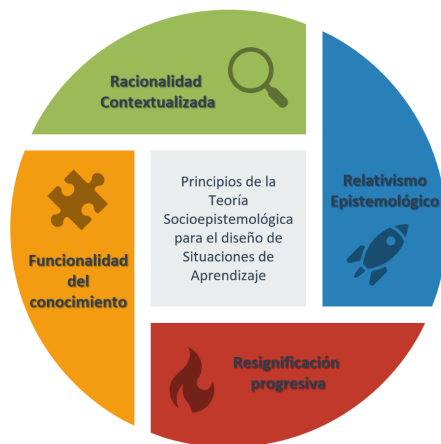 Racionalidad
Contextualizada
Principios de la
Teoría
Socioepistemológica
para el diseño de
Situaciones de
Aprendizaje
Relativismo
Epistemológico
Funcionalidad
del
conocimiento
Resignificación
progresiva